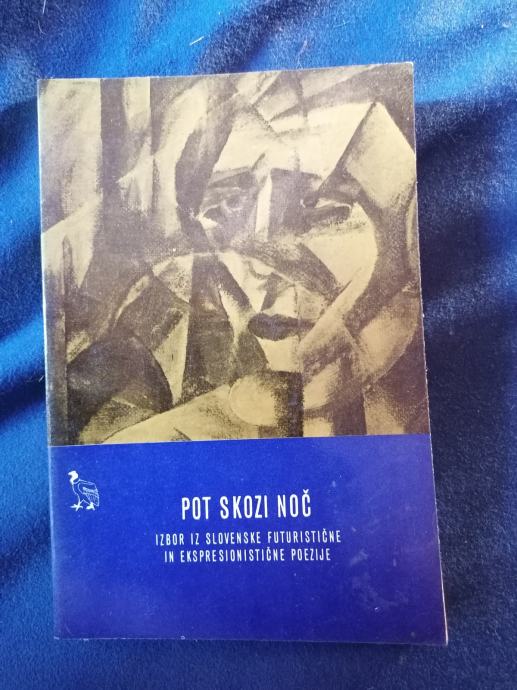 POT SKOZI NOČ
IZBOR IZ SLOVENSKE FUTURISTIČNE
IN EKSPRESIONISTIČNE POEZIJE